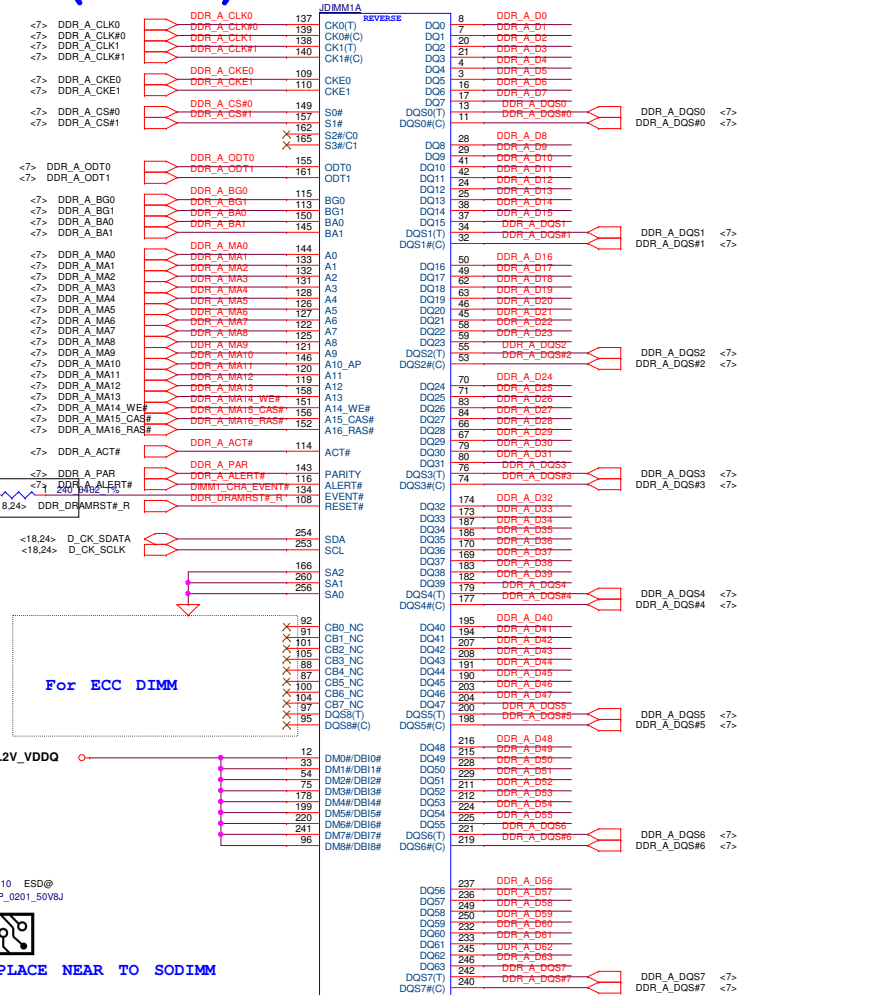 JDIMM1A
REVERSE
<7> DDR_A_CLK0 DDR_A_CLK0 137 CK0(T)
<7> DDR_A_CLK#0 DDR_A_CLK#0 139 CK0#(C)
<7> DDR_A_CLK1 DDR_A_CLK1 138 CK1(T)
<7> DDR_A_CLK#1 DDR_A_CLK#1 140 CK1#(C)
<7> DDR_A_CKE0 DDR_A_CKE0 109 CKE0
<7> DDR_A_CKE1 DDR_A_CKE1 110 CKE1
<7> DDR_A_CS#0 DDR_A_CS#0 149 S0#
<7> DDR_A_CS#1 DDR_A_CS#1 157 S1#
162 S2#/C0
165 S3#/C1
<7> DDR_A_ODT0 DDR_A_ODT0 155 ODT0
<7> DDR_A_ODT1 DDR_A_ODT1 161 ODT1
<7> DDR_A_BG0 DDR_A_BG0 115 BG0
<7> DDR_A_BG1 DDR_A_BG1 113 BG1
<7> DDR_A_BA0 DDR_A_BA0 150 BA0
<7> DDR_A_BA1 DDR_A_BA1 145 BA1
<7> DDR_A_MA0 DDR_A_MA0 144 A0
<7> DDR_A_MA1 DDR_A_MA1 133 A1
<7> DDR_A_MA2 DDR_A_MA2 132 A2
<7> DDR_A_MA3 DDR_A_MA3 131 A3
<7> DDR_A_MA4 DDR_A_MA4 128 A4
<7> DDR_A_MA5 DDR_A_MA5 126 A5
<7> DDR_A_MA6 DDR_A_MA6 127 A6
<7> DDR_A_MA7 DDR_A_MA7 122 A7
<7> DDR_A_MA8 DDR_A_MA8 125 A8
<7> DDR_A_MA9 DDR_A_MA9 121 A9
<7> DDR_A_MA10 DDR_A_MA10 146 A10_AP
<7> DDR_A_MA11 DDR_A_MA11 120 A11
<7> DDR_A_MA12 DDR_A_MA12 119 A12
<7> DDR_A_MA13 DDR_A_MA13 158 A13
<7> DDR_A_MA14_WE# DDR_A_MA14_WE# 151 A14_WE#
<7> DDR_A_MA15_CAS# DDR_A_MA15_CAS# 156 A15_CAS#
<7> DDR_A_MA16_RAS# DDR_A_MA16_RAS# 152 A16_RAS#
<7> DDR_A_ACT# DDR_A_ACT# 114 ACT#
<7> DDR_A_PAR DDR_A_PAR 143 PARITY
<7> DDR_A_ALERT# DDR_A_ALERT# 116 ALERT#
1 240_0402_1% DIMM1_CHA_EVENT# 134 EVENT#
8,24> DDR_DRAMRST#_R DDR_DRAMRST#_R 108 RESET#
<18,24> D_CK_SDATA 254 SDA
<18,24> D_CK_SCLK 253 SCL
166 SA2
260 SA1
256 SA0
92 CB0_NC
91 CB1_NC
101 CB2_NC
105 CB3_NC
88 CB4_NC
87 CB5_NC
100 CB6_NC
104 CB7_NC
97 DQS8(T)
95 DQS8#(C)
For ECC DIMM
.2V_VDDQ
12 DM0#/DBI0#
33 DM1#/DBI1#
54 DM2#/DBI2#
75 DM3#/DBI3#
178 DM4#/DBI4#
199 DM5#/DBI5#
220 DM6#/DBI6#
241 DM7#/DBI7#
96 DM8#/DBI8#
10 ESD@
P_0201_50V8J
PLACE NEAR TO SODIMM
DQ0 8 DDR_A_D0
DQ1 7 DDR_A_D1
DQ2 20 DDR_A_D2
DQ3 21 DDR_A_D3
DQ4 4 DDR_A_D4
DQ5 3 DDR_A_D5
DQ6 16 DDR_A_D6
DQ7 17 DDR_A_D7
DQS0(T) 13 DDR_A_DQS0 DDR_A_DQS0 <7>
DQS0#(C) 11 DDR_A_DQS#0 DDR_A_DQS#0 <7>
DQ8 28 DDR_A_D8
DQ9 29 DDR_A_D9
DQ10 41 DDR_A_D10
DQ11 42 DDR_A_D11
DQ12 24 DDR_A_D12
DQ13 25 DDR_A_D13
DQ14 38 DDR_A_D14
DQ15 37 DDR_A_D15
DQS1(T) 34 DDR_A_DQS1 DDR_A_DQS1 <7>
DQS1#(C) 32 DDR_A_DQS#1 DDR_A_DQS#1 <7>
DQ16 50 DDR_A_D16
DQ17 49 DDR_A_D17
DQ18 62 DDR_A_D18
DQ19 63 DDR_A_D19
DQ20 46 DDR_A_D20
DQ21 45 DDR_A_D21
DQ22 58 DDR_A_D22
DQ23 59 DDR_A_D23
DQS2(T) 55 DDR_A_DQS2 DDR_A_DQS2 <7>
DQS2#(C) 53 DDR_A_DQS#2 DDR_A_DQS#2 <7>
DQ24 70 DDR_A_D24
DQ25 71 DDR_A_D25
DQ26 83 DDR_A_D26
DQ27 84 DDR_A_D27
DQ28 66 DDR_A_D28
DQ29 67 DDR_A_D29
DQ30 79 DDR_A_D30
DQ31 80 DDR_A_D31
DQS3(T) 76 DDR_A_DQS3 DDR_A_DQS3 <7>
DQS3#(C) 74 DDR_A_DQS#3 DDR_A_DQS#3 <7>
DQ32 174 DDR_A_D32
DQ33 173 DDR_A_D33
DQ34 187 DDR_A_D34
DQ35 186 DDR_A_D35
DQ36 170 DDR_A_D36
DQ37 169 DDR_A_D37
DQ38 183 DDR_A_D38
DQ39 182 DDR_A_D39
DQS4(T) 179 DDR_A_DQS4 DDR_A_DQS4 <7>
DQS4#(C) 177 DDR_A_DQS#4 DDR_A_DQS#4 <7>
DQ40 195 DDR_A_D40
DQ41 194 DDR_A_D41
DQ42 207 DDR_A_D42
DQ43 208 DDR_A_D43
DQ44 191 DDR_A_D44
DQ45 190 DDR_A_D45
DQ46 203 DDR_A_D46
DQ47 204 DDR_A_D47
DQS5(T) 200 DDR_A_DQS5 DDR_A_DQS5 <7>
DQS5#(C) 198 DDR_A_DQS#5 DDR_A_DQS#5 <7>
DQ48 216 DDR_A_D48
DQ49 215 DDR_A_D49
DQ50 228 DDR_A_D50
DQ51 229 DDR_A_D51
DQ52 211 DDR_A_D52
DQ53 212 DDR_A_D53
DQ54 224 DDR_A_D54
DQ55 225 DDR_A_D55
DQS6(T) 221 DDR_A_DQS6 DDR_A_DQS6 <7>
DQS6#(C) 219 DDR_A_DQS#6 DDR_A_DQS#6 <7>
DQ56 237 DDR_A_D56
DQ57 236 DDR_A_D57
DQ58 249 DDR_A_D58
DQ59 250 DDR_A_D59
DQ60 232 DDR_A_D60
DQ61 233 DDR_A_D61
DQ62 245 DDR_A_D62
DQ63 246 DDR_A_D63
DQS7(T) 242 DDR_A_DQS7 DDR_A_DQS7 <7>
DQS7#(C) 240 DDR_A_DQS#7 DDR_A_DQS#7 <7>